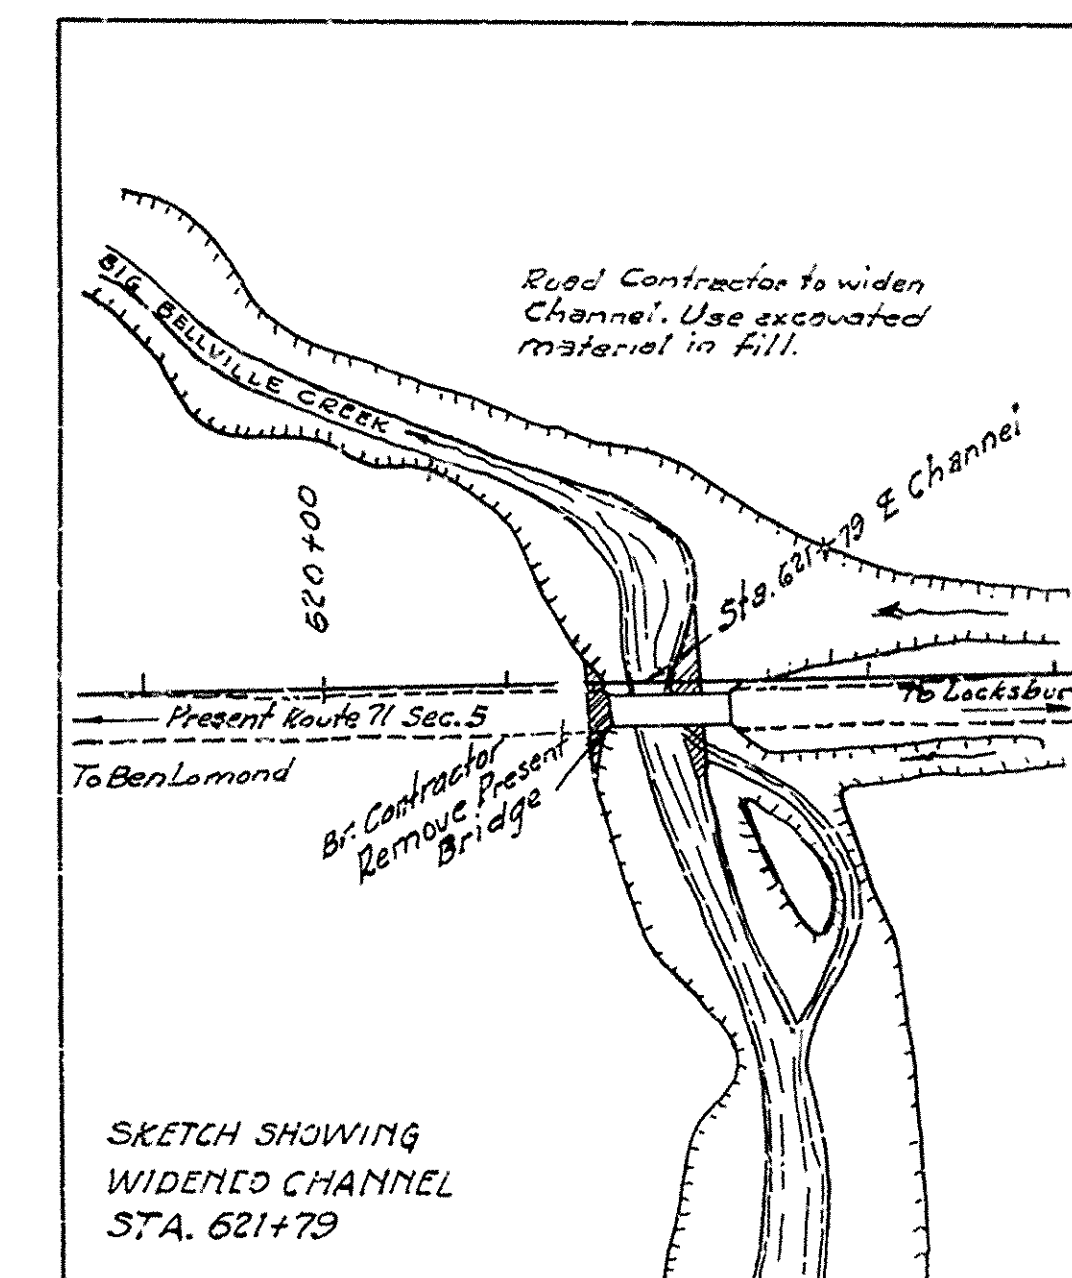 BIG BELLVILLE CREEK
Road Contractor to widen
Channel. Use excavated
material in fill.
Sta. 621+79 ℄ Channel
620+00
To Locksbur
Present Route 71 Sec. 5
To Ben Lomond
Br. Contractor
Remove Present
Bridge
SKETCH SHOWING
WIDENED CHANNEL
STA. 621+79